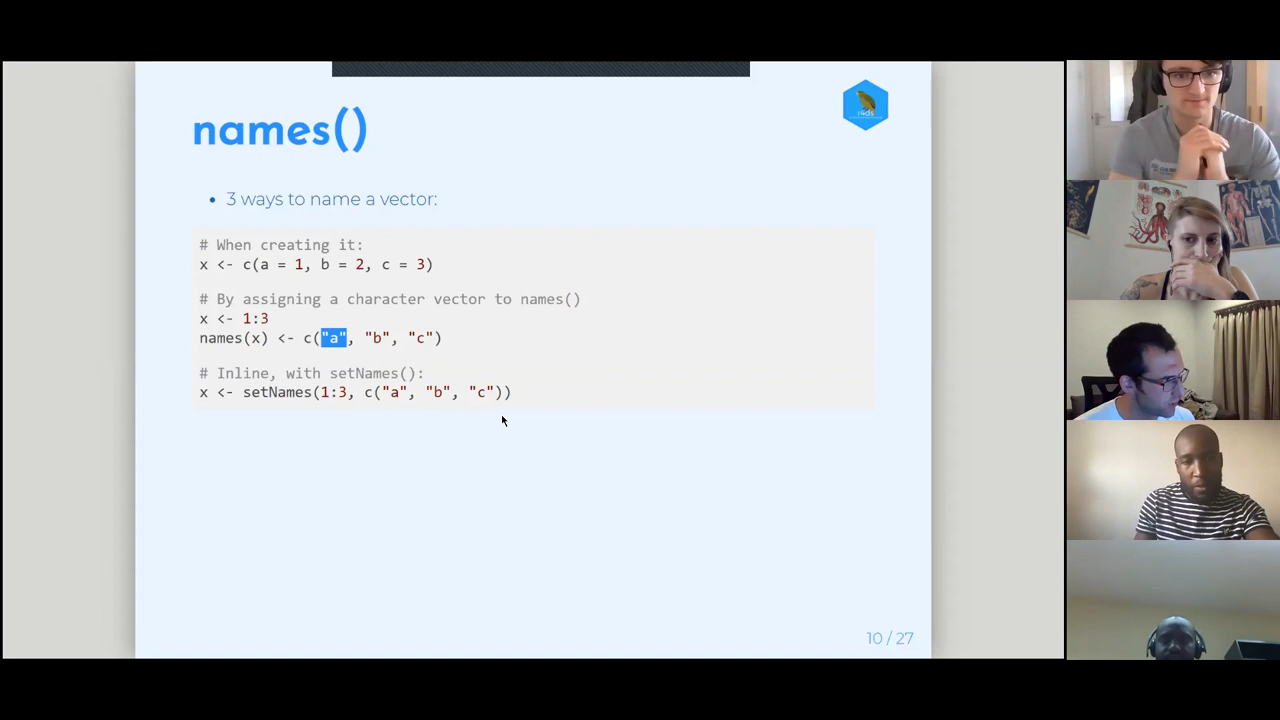 names()
r4ds
• 3 ways to name a vector:
# When creating it:
x <- c(a = 1, b = 2, c = 3)
# By assigning a character vector to names()
x <- 1:3
names(x) <- c("a", "b", "c")
# Inline, with setNames():
x <- setNames(1:3, c("a", "b", "c"))
10 / 27